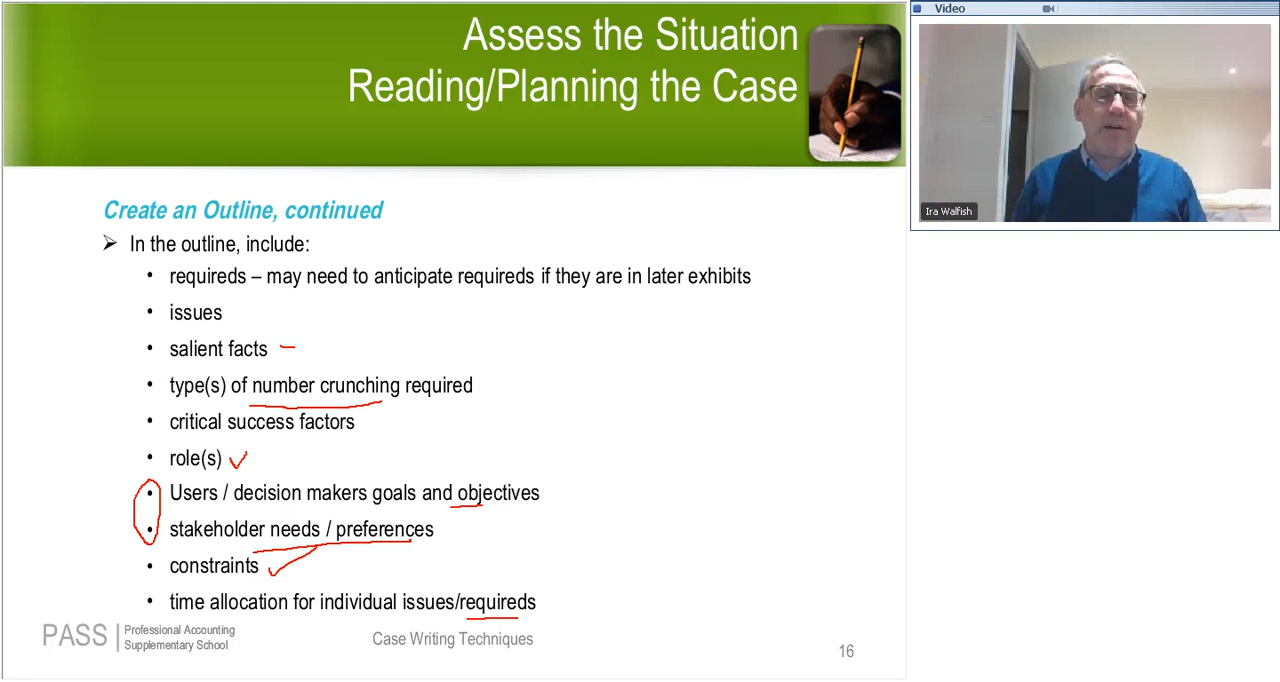 Assess the Situation
Reading/Planning the Case
Create an Outline, continued
➢ In the outline, include:
• requireds – may need to anticipate requireds if they are in later exhibits
• issues
• salient facts
• type(s) of number crunching required
• critical success factors
• role(s)
• Users / decision makers goals and objectives
• stakeholder needs / preferences
• constraints
• time allocation for individual issues/requireds
PASS | Professional Accounting
Supplementary School
Case Writing Techniques
16
Video
Ira Walfish